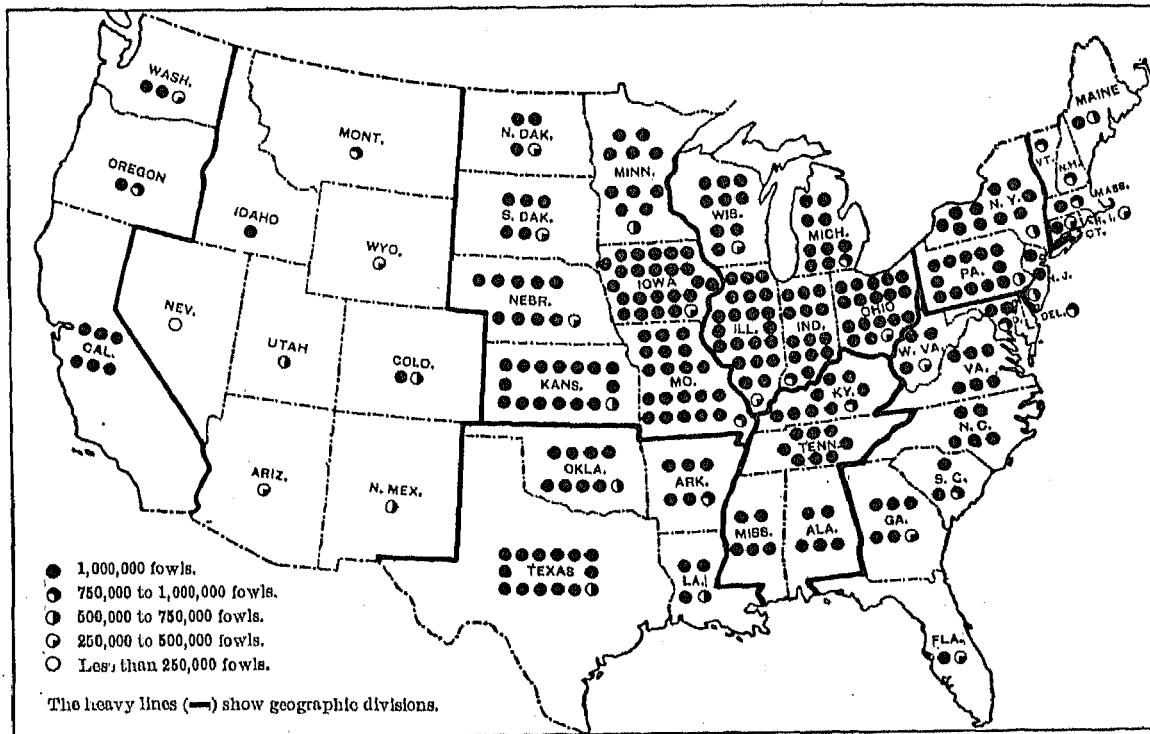 WASH.
MAINE
MONT.
N. DAK.
MINN.
VT.
N.H.
OREGON
MASS.
IDAHO
S. DAK.
WIS.
N. Y.
R. I.
MICH.
CT.
WYO.
IOWA
PA.
N. J.
NEBR.
OHIO
NEV.
ILL.
IND.
DEL.
CAL.
UTAH
COLO.
W. VA.
KANS.
MO.
VA.
KY.
N. C.
TENN.
ARIZ.
N. MEX.
OKLA.
ARK.
S. C.
MISS.
ALA.
GA.
TEXAS
LA.
FLA.
1,000,000 fowls.
750,000 to 1,000,000 fowls.
500,000 to 750,000 fowls.
250,000 to 500,000 fowls.
Less than 250,000 fowls.
The heavy lines (━) show geographic divisions.